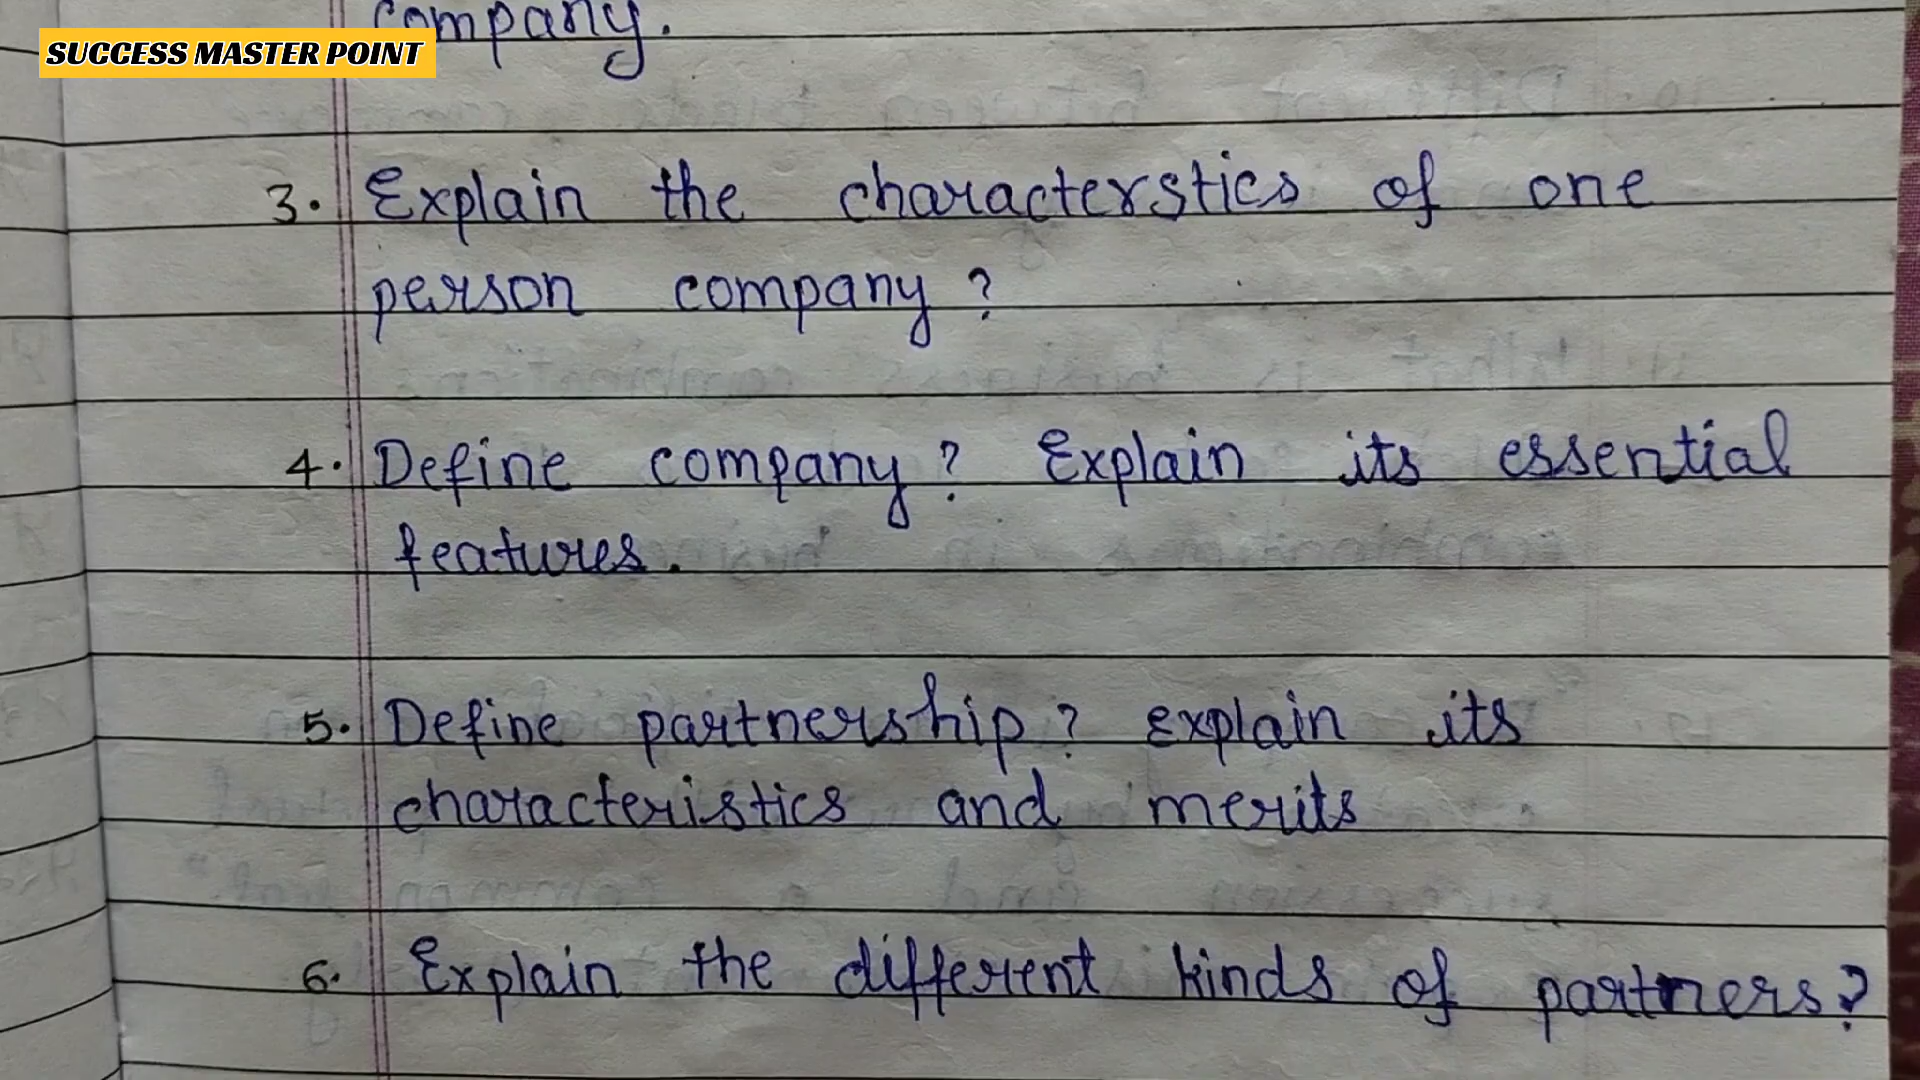 company.
SUCCESS MASTER POINT
3. Explain the characterstics of one
person company?
4. Define company? Explain its essential
features.
5. Define partnership? explain its
characteristics and merits
6. Explain the different kinds of partners?